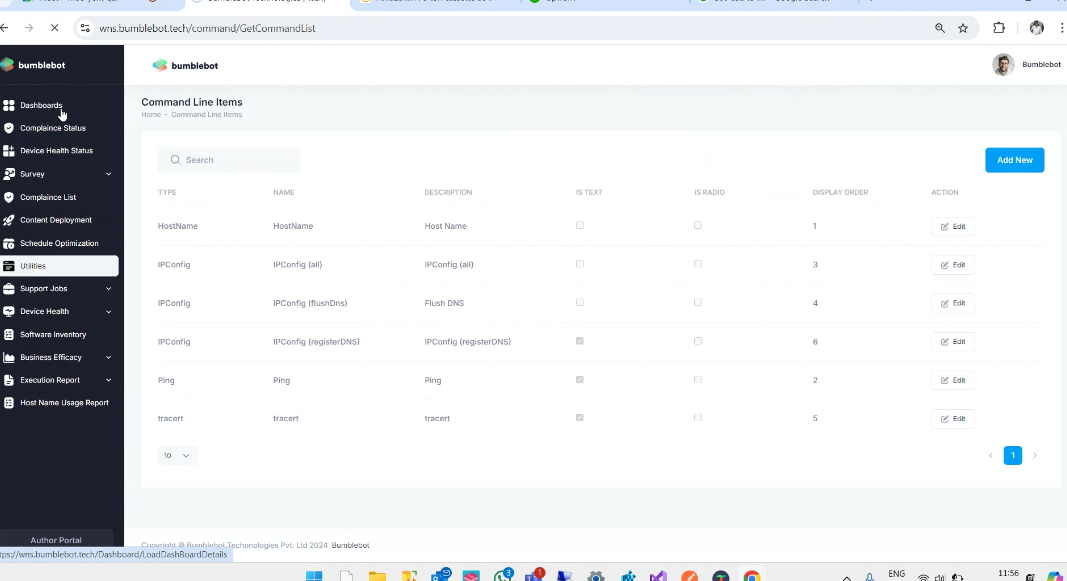 wns.bumblebot.tech/command/GetCommandList
bumblebot
bumblebot
Bumblebot
Dashboards
Complaince Status
Device Health Status
Survey
Complaince List
Content Deployment
Schedule Optimization
Utilities
Support Jobs
Device Health
Software Inventory
Business Efficacy
Execution Report
Host Name Usage Report
Author Portal
Command Line Items
Home - Command Line Items
Search
Add New
TYPE NAME DESCRIPTION IS TEXT IS RADIO DISPLAY ORDER ACTION
HostName HostName Host Name 1 Edit
IPConfig IPConfig (all) IPConfig (all) 3 Edit
IPConfig IPConfig (flushDns) Flush DNS 4 Edit
IPConfig IPConfig (registerDNS) IPConfig (registerDNS) 6 Edit
Ping Ping Ping 2 Edit
tracert tracert tracert 5 Edit
10
1
Copyright @ Bumblebot Techonologies Pvt. Ltd 2024 Bumblebot
tps://wns.bumblebot.tech/Dashboard/LoadDashBoardDetails
3
1
ENG
11:56